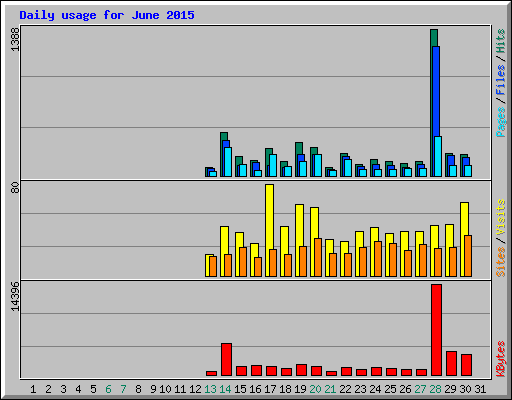 Daily usage for June 2015
1388
80
14396
Pages / Files / Hits
Sites / Visits
KBytes
1 2 3 4 5 6 7 8 9 10 11 12 13 14 15 16 17 18 19 20 21 22 23 24 25 26 27 28 29 30 31